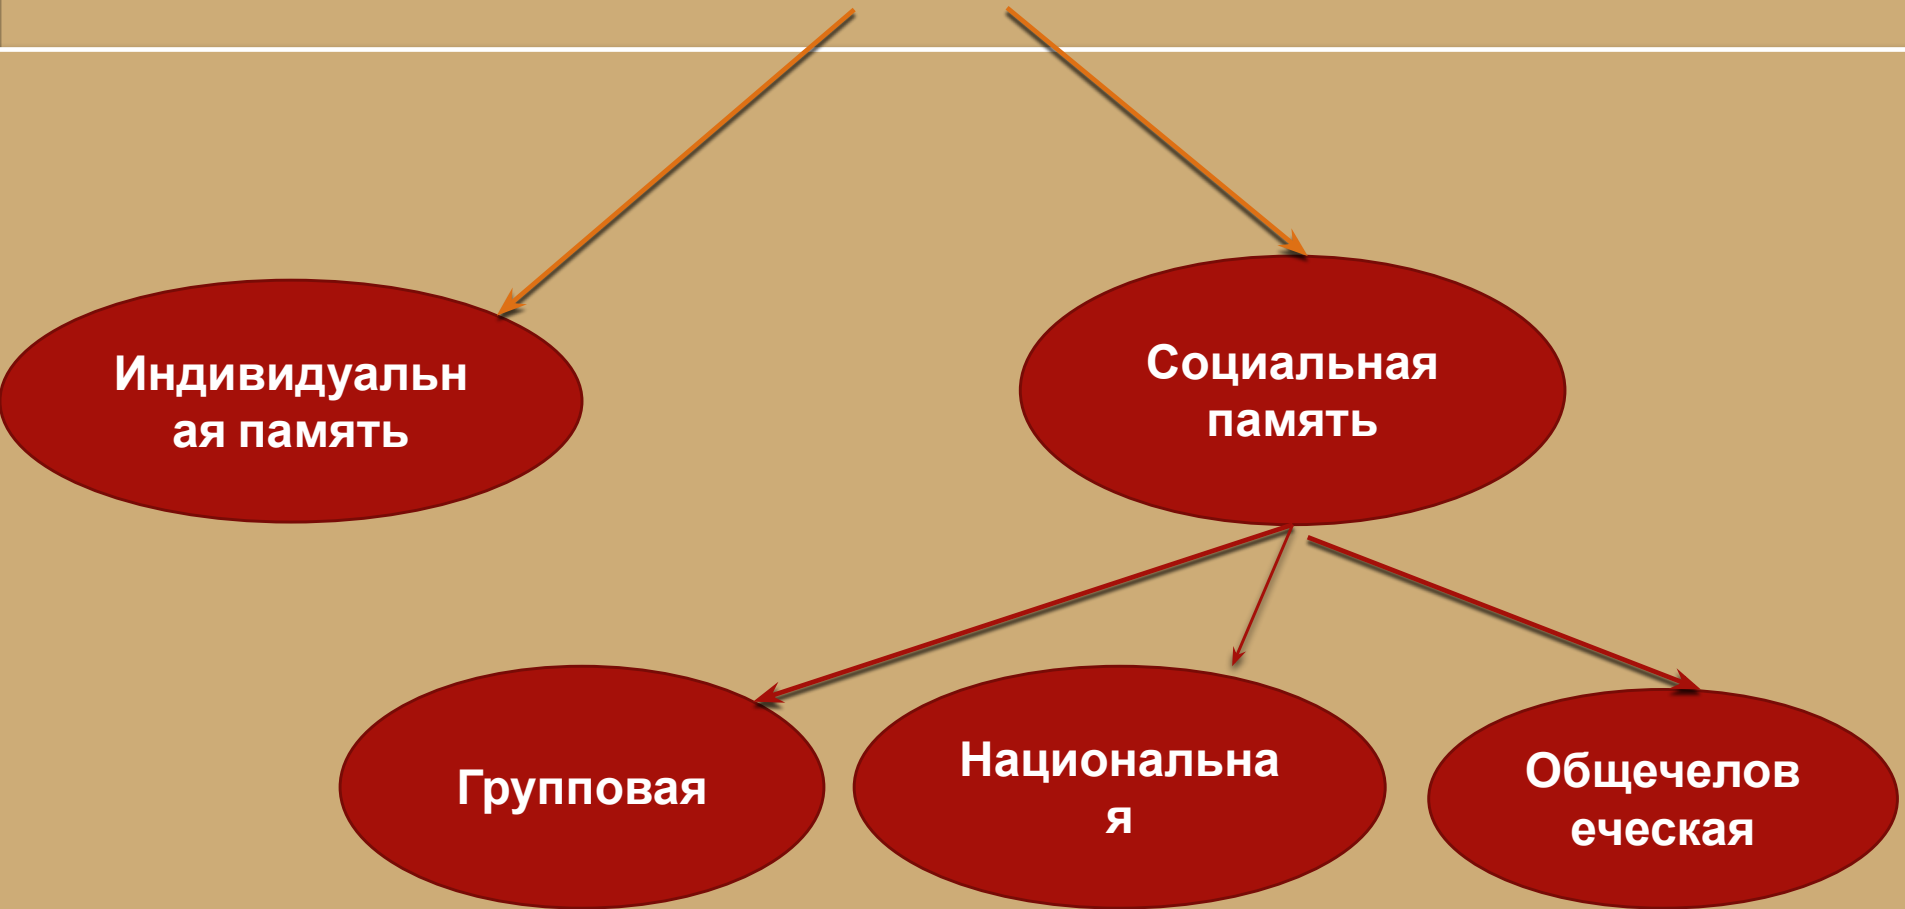 Индивидуальн
ая память
Социальная
память
Групповая
Национальна
я
Общечелов
еческая